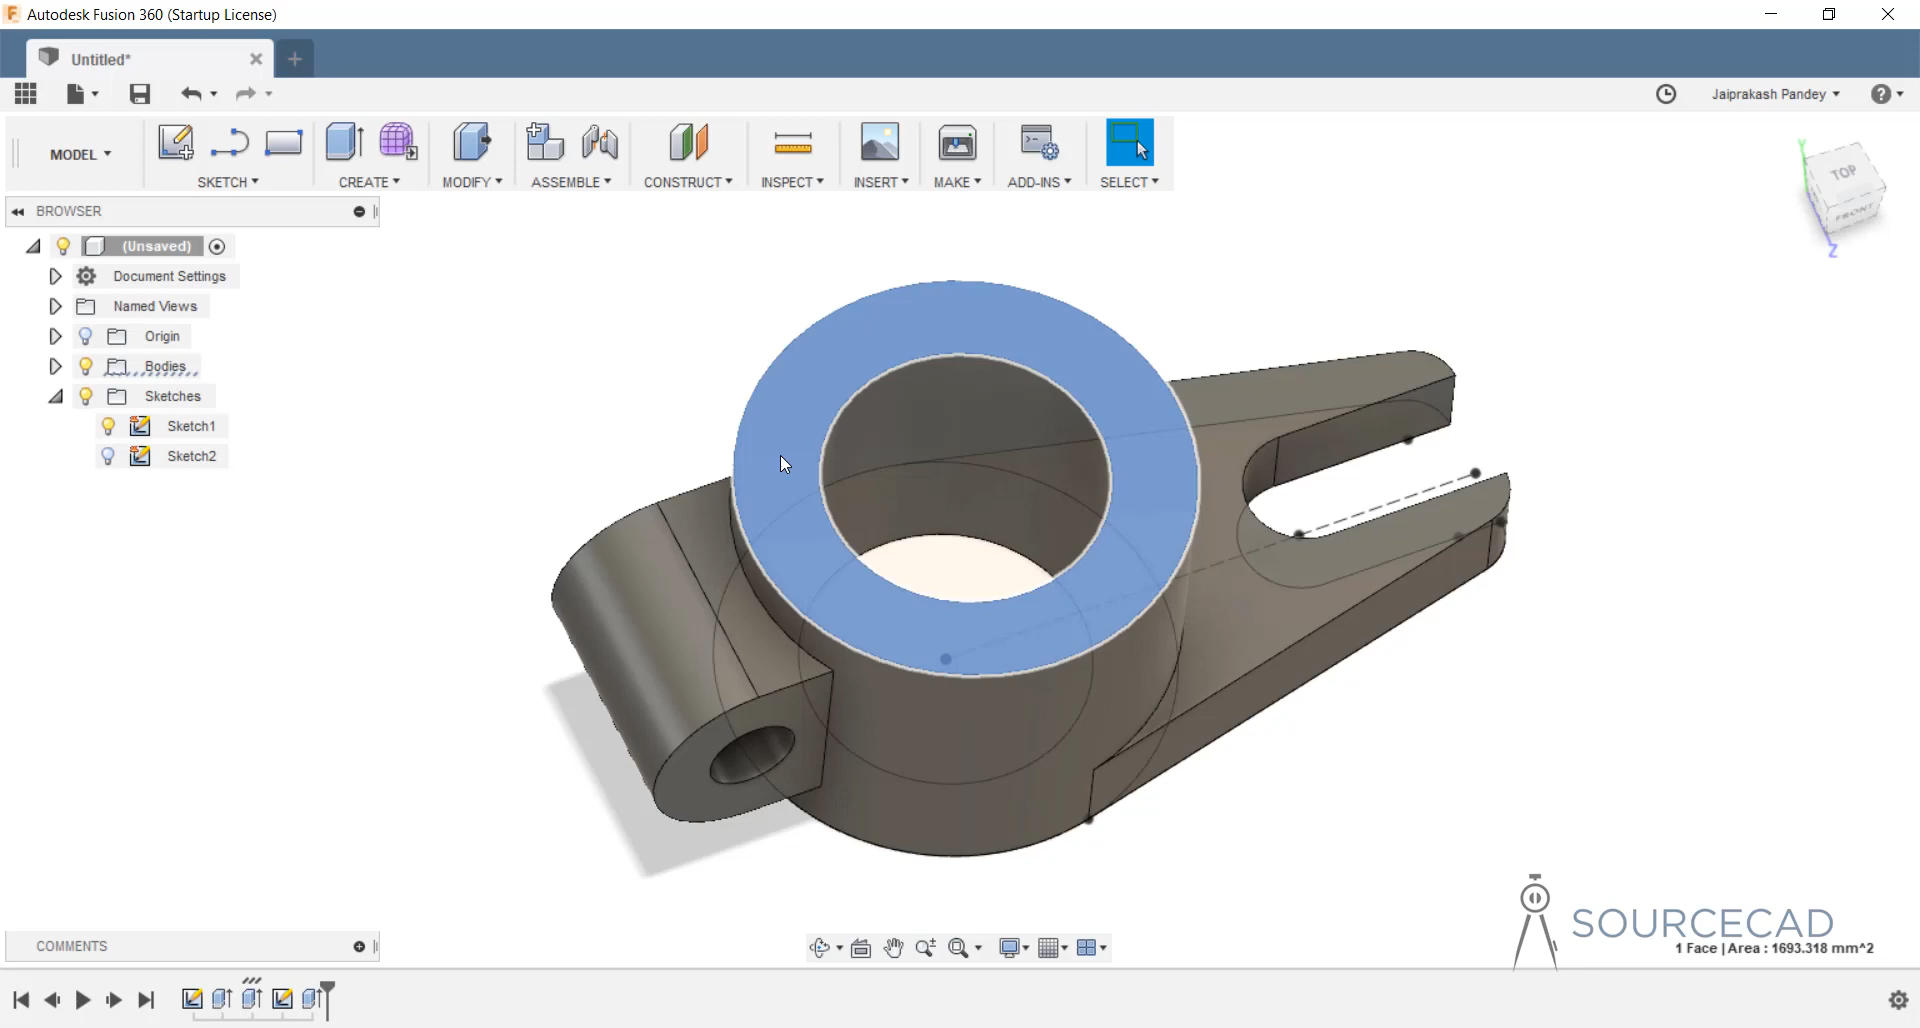 Autodesk Fusion 360 (Startup License)
Untitled*
Jaiprakash Pandey
MODEL
SKETCH
CREATE
MODIFY
ASSEMBLE
CONSTRUCT
INSPECT
INSERT
MAKE
ADD-INS
SELECT
TOP
FRONT
Y
Z
BROWSER
(Unsaved)
Document Settings
Named Views
Origin
Bodies
Sketches
Sketch1
Sketch2
SOURCECAD
1 Face | Area : 1693.318 mm^2
COMMENTS